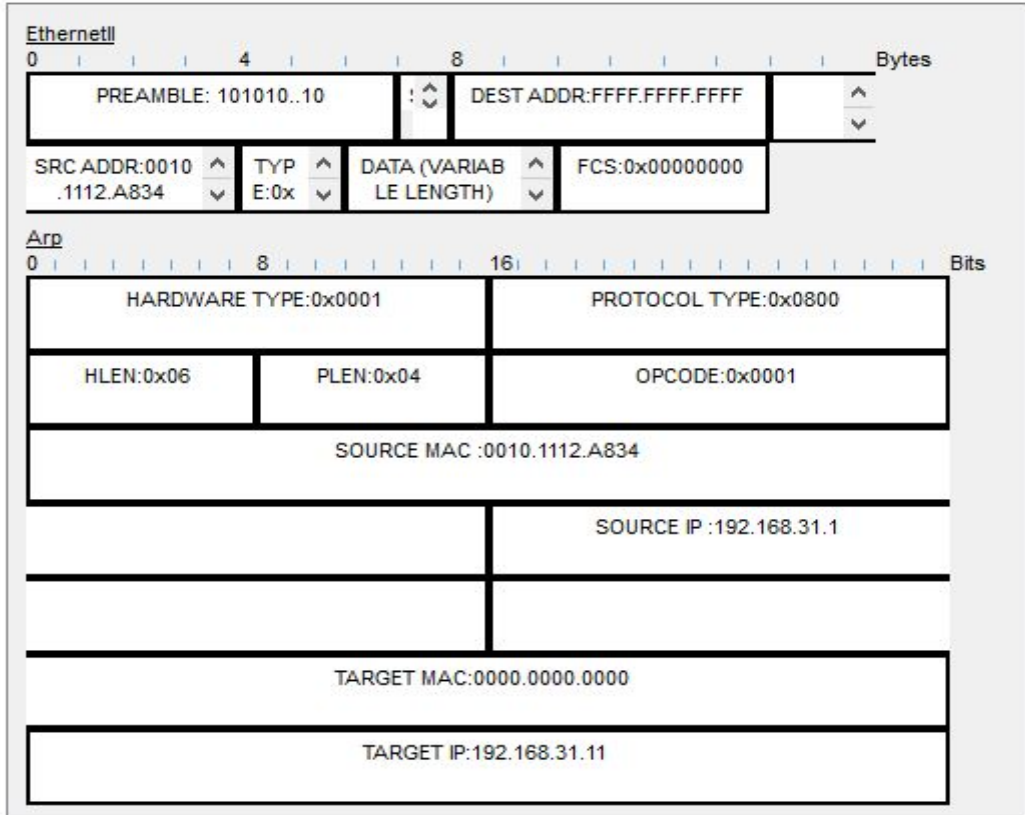 EthernetII
0 4 8 Bytes
PREAMBLE: 101010..10
DEST ADDR:FFFF.FFFF.FFFF
SRC ADDR:0010
.1112.A834
TYP
E:0x
DATA (VARIAB
LE LENGTH)
FCS:0x00000000
Arp
0 8 16 Bits
HARDWARE TYPE:0x0001 PROTOCOL TYPE:0x0800
HLEN:0x06 PLEN:0x04 OPCODE:0x0001
SOURCE MAC :0010.1112.A834
SOURCE IP :192.168.31.1
TARGET MAC:0000.0000.0000
TARGET IP:192.168.31.11